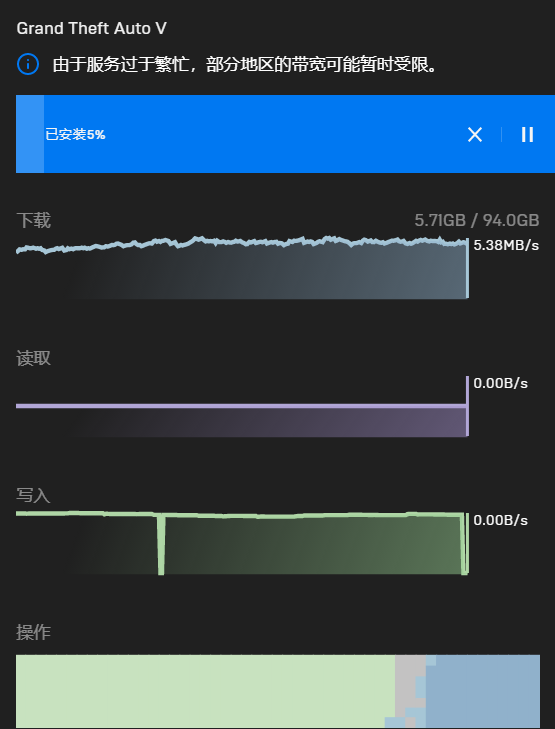 Grand Theft Auto V
由于服务过于繁忙，部分地区的带宽可能暂时受限。
已安装5%
下载 5.71GB / 94.0GB
5.38MB/s
读取
0.00B/s
写入
0.00B/s
操作